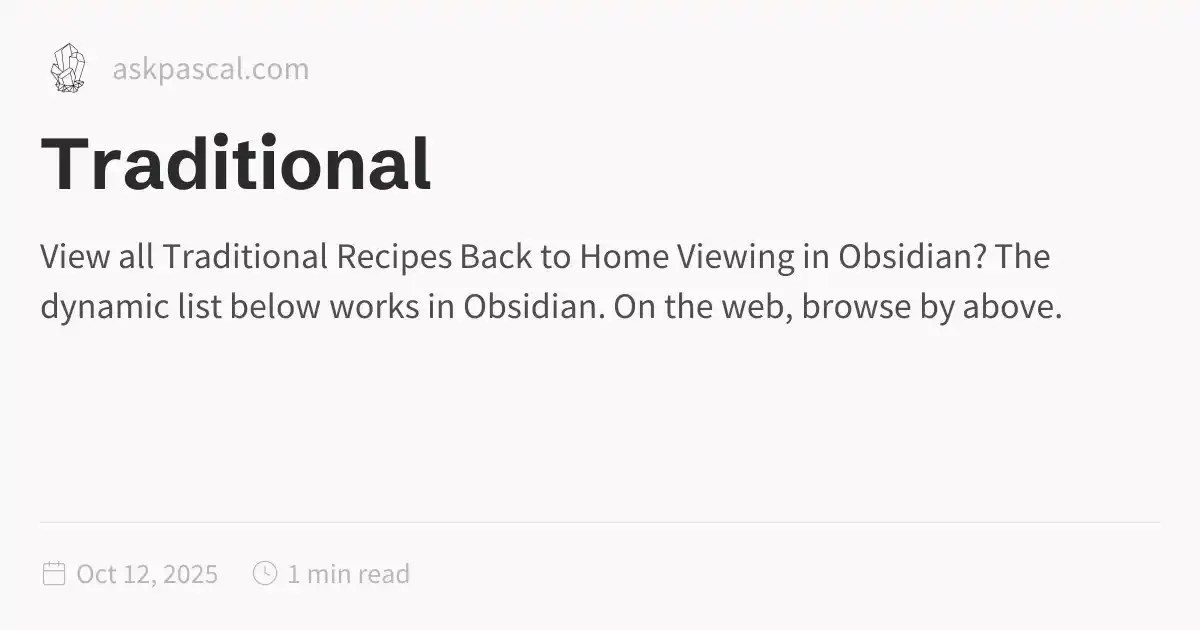 askpascal.com
Traditional
View all Traditional Recipes Back to Home Viewing in Obsidian? The
dynamic list below works in Obsidian. On the web, browse by above.
Oct 12, 2025 1 min read